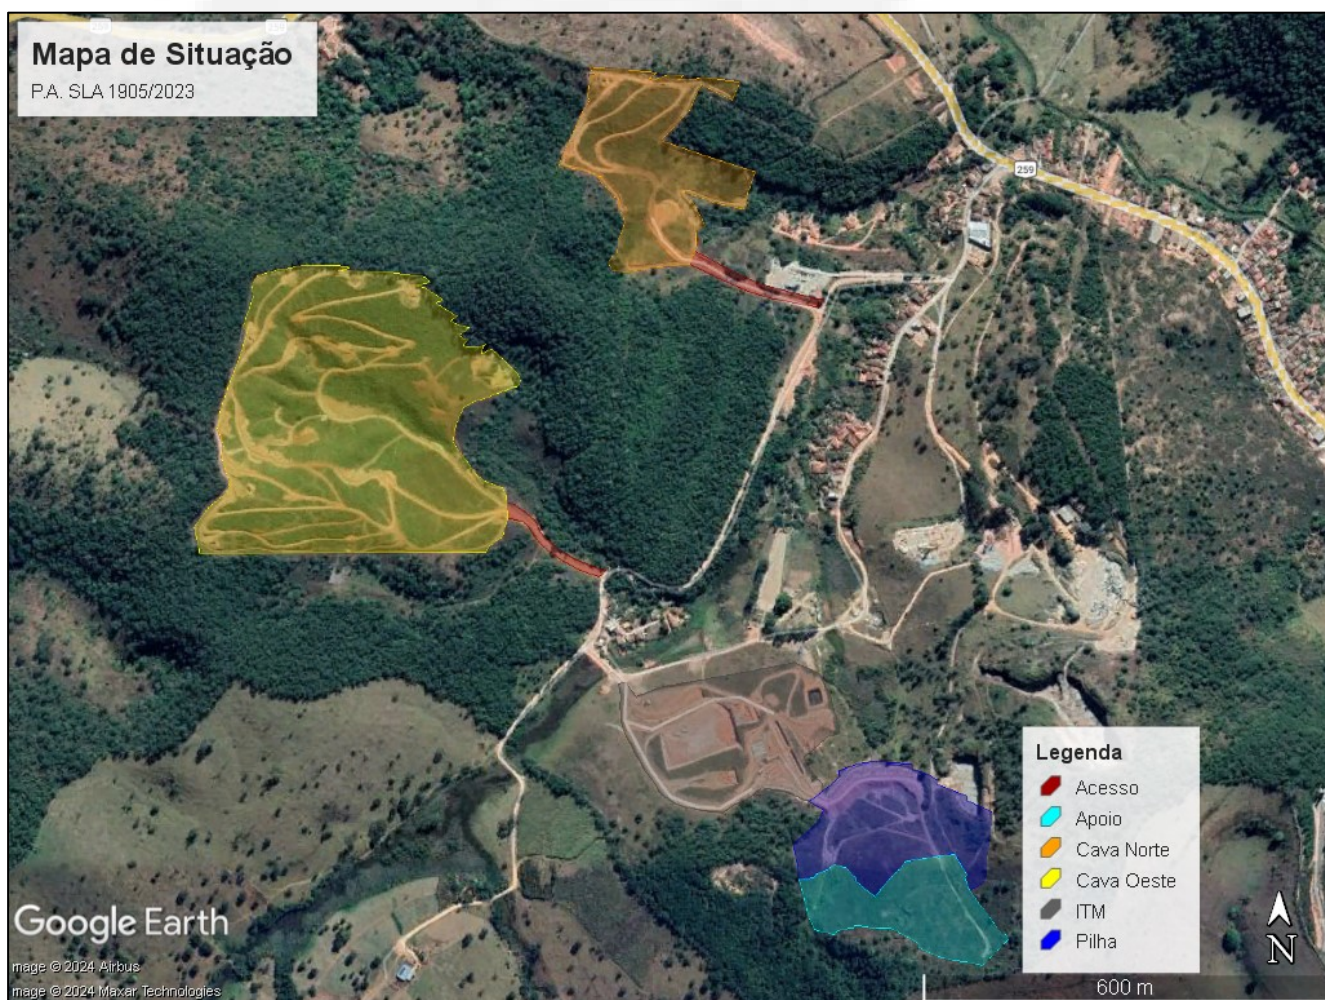 Mapa de Situação
P.A. SLA 1905/2023
259
Legenda
Acesso
Apoio
Cava Norte
Cava Oeste
ITM
Pilha
Google Earth
N
mage © 2024 Airbus
mage © 2024 Maxar Technologies
600 m